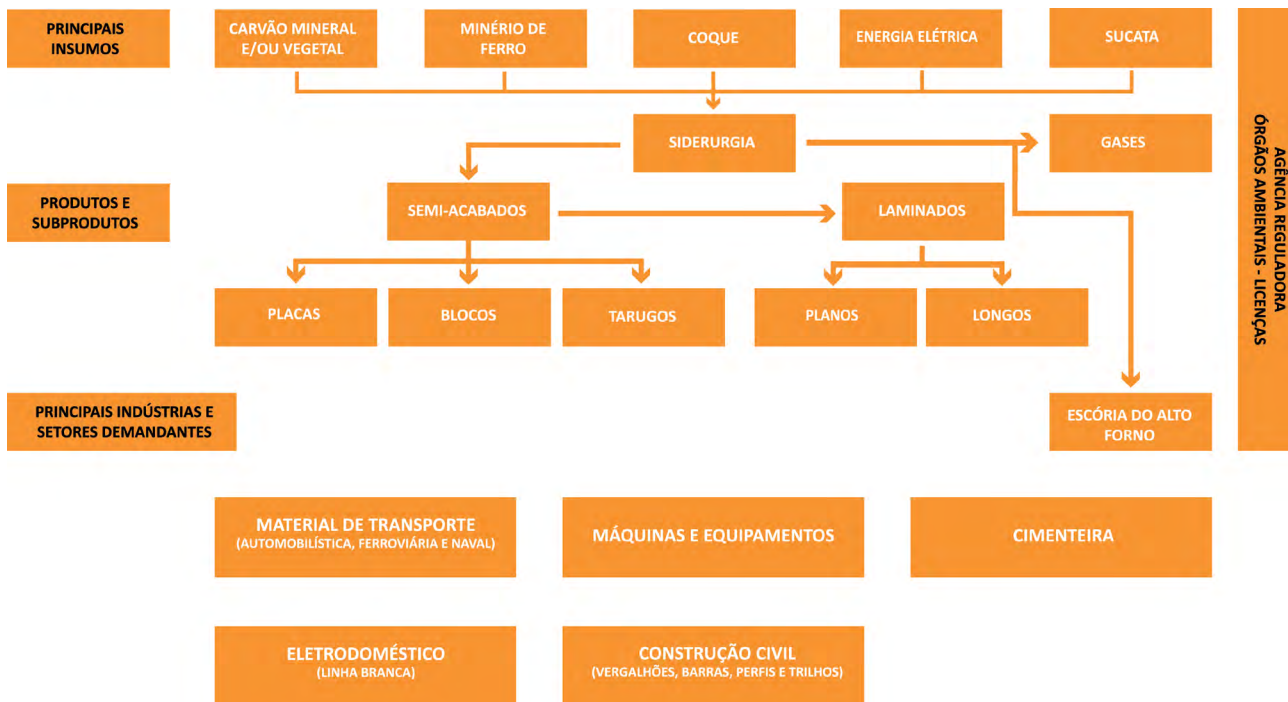 PRINCIPAIS
INSUMOS
CARVÃO MINERAL
E/OU VEGETAL
MINÉRIO DE
FERRO
COQUE
ENERGIA ELÉTRICA
SUCATA
SIDERURGIA
GASES
PRODUTOS E
SUBPRODUTOS
SEMI-ACABADOS
LAMINADOS
PLACAS
BLOCOS
TARUGOS
PLANOS
LONGOS
PRINCIPAIS INDÚSTRIAS E
SETORES DEMANDANTES
ESCÓRIA DO ALTO
FORNO
MATERIAL DE TRANSPORTE
(AUTOMOBILÍSTICA, FERROVIÁRIA E NAVAL)
MÁQUINAS E EQUIPAMENTOS
CIMENTEIRA
ELETRODOMÉSTICO
(LINHA BRANCA)
CONSTRUÇÃO CIVIL
(VERGALHÕES, BARRAS, PERFIS E TRILHOS)
AGÊNCIA REGULADORA
ÓRGÃOS AMBIENTAIS - LICENÇAS